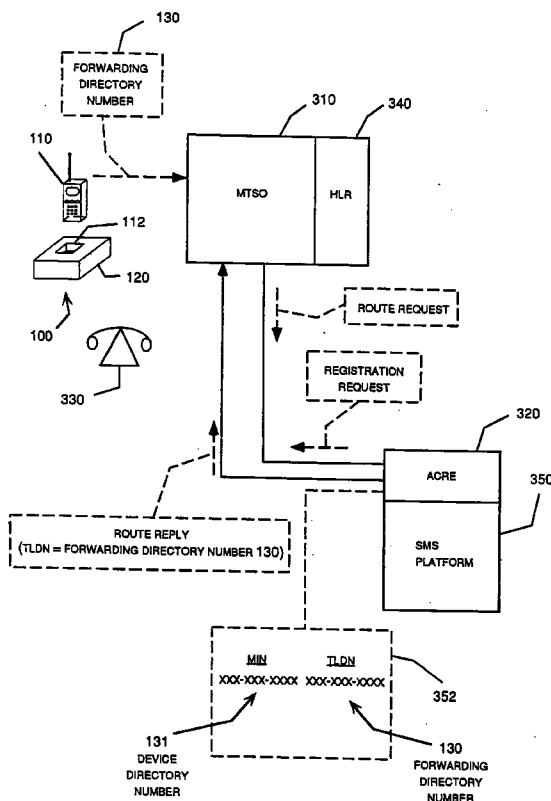 130
FORWARDING
DIRECTORY
NUMBER
310
340
110
MTSO
HLR
112
120
100
ROUTE REQUEST
REGISTRATION
REQUEST
330
320
ACRE
350
ROUTE REPLY
(TLDN = FORWARDING DIRECTORY NUMBER 130)
SMS
PLATFORM
MIN TLDN
XXX-XXX-XXXX XXX-XXX-XXXX
352
131
DEVICE
DIRECTORY
NUMBER
130
FORWARDING
DIRECTORY
NUMBER